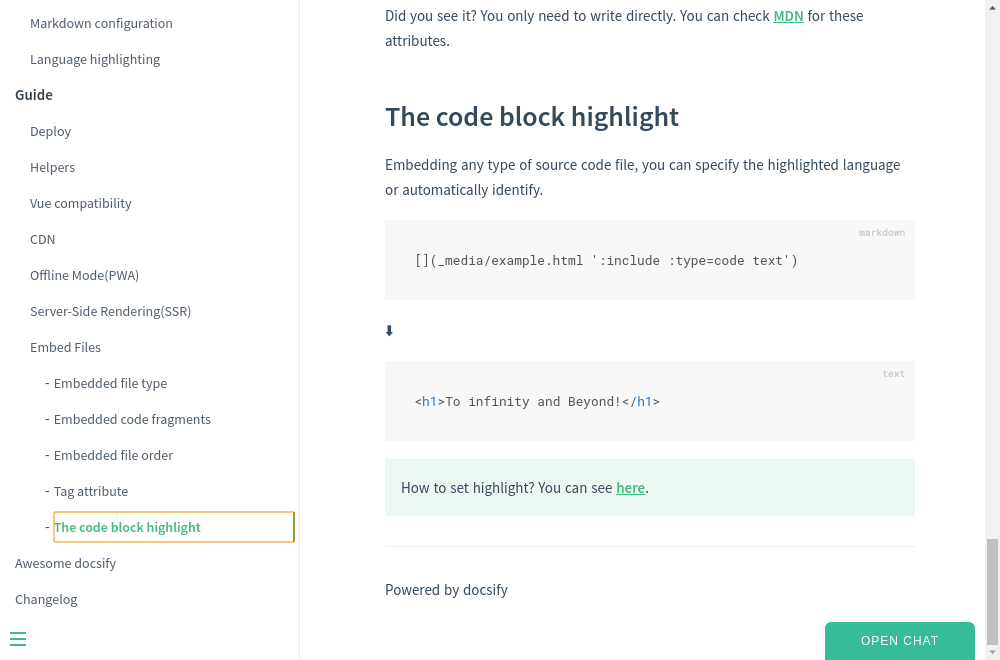 Markdown configuration
Language highlighting
Guide
Deploy
Helpers
Vue compatibility
CDN
Offline Mode(PWA)
Server-Side Rendering(SSR)
Embed Files
- Embedded file type
- Embedded code fragments
- Embedded file order
- Tag attribute
- The code block highlight
Awesome docsify
Changelog
Did you see it? You only need to write directly. You can check MDN for these
attributes.
The code block highlight
Embedding any type of source code file, you can specify the highlighted language
or automatically identify.
markdown
[](_media/example.html ':include :type=code text')
⬇
text
<h1>To infinity and Beyond!</h1>
How to set highlight? You can see here.
Powered by docsify
OPEN CHAT